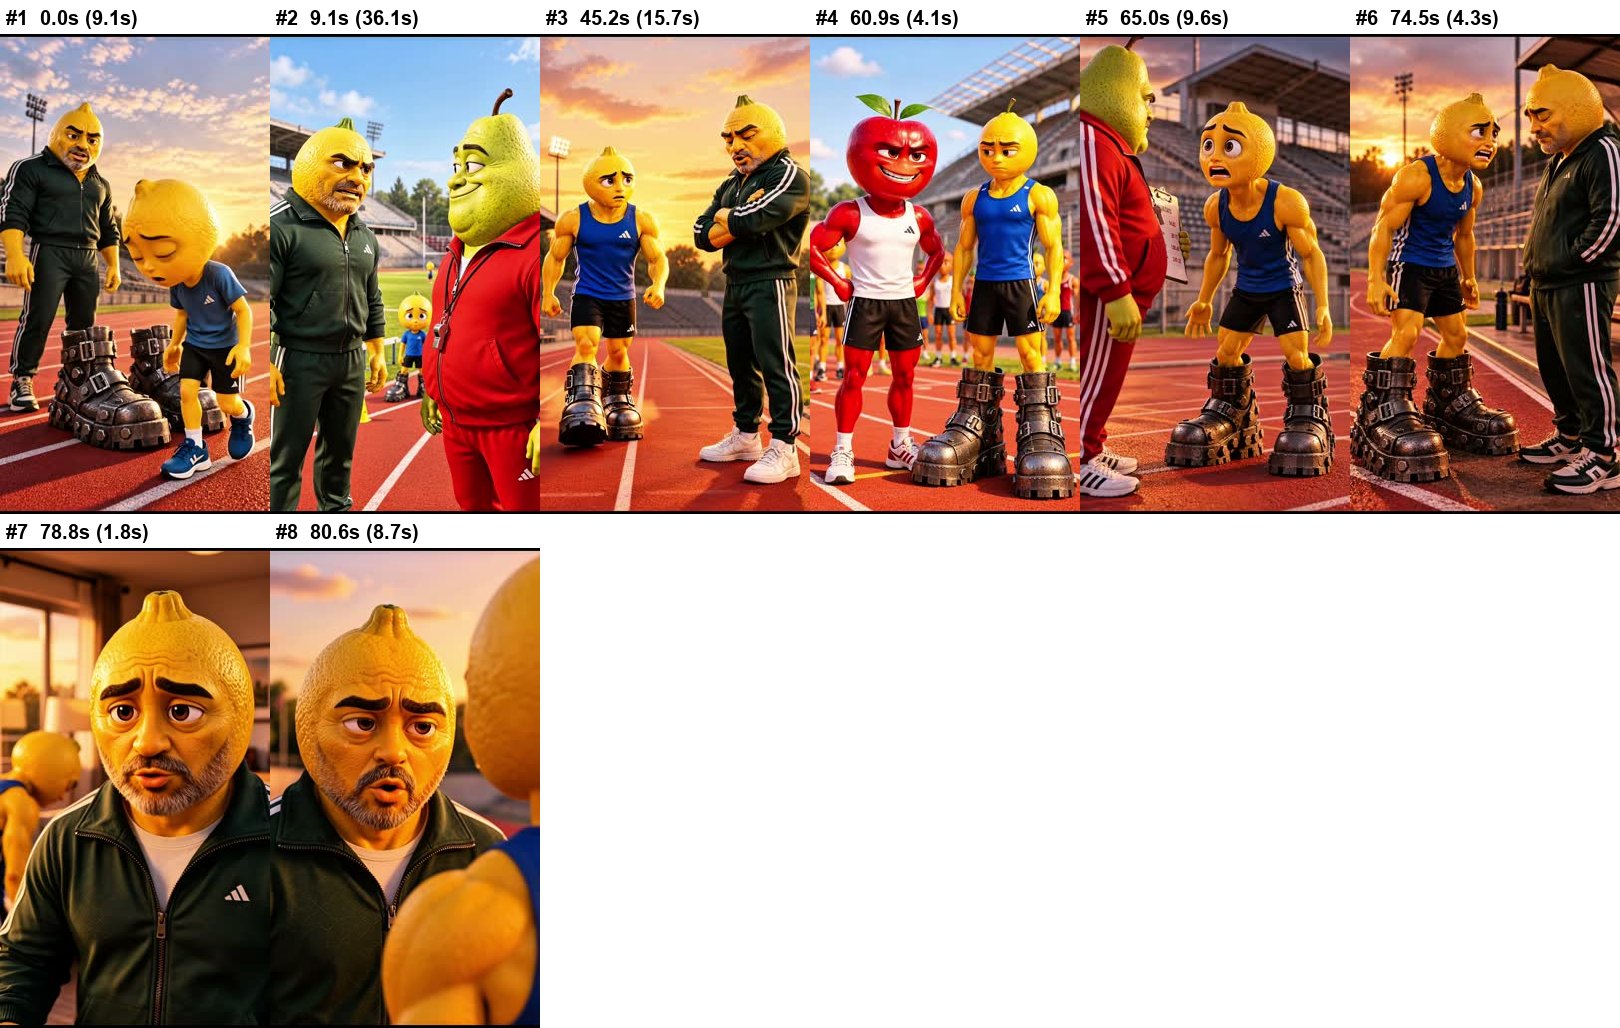 #1 0.0s (9.1s)
#2 9.1s (36.1s)
#3 45.2s (15.7s)
#4 60.9s (4.1s)
#5 65.0s (9.6s)
#6 74.5s (4.3s)
#7 78.8s (1.8s)
#8 80.6s (8.7s)